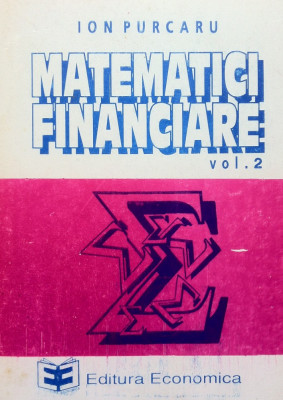 ION PURCARU
MATEMATICI
FINANCIARE
vol.2
Editura Economica